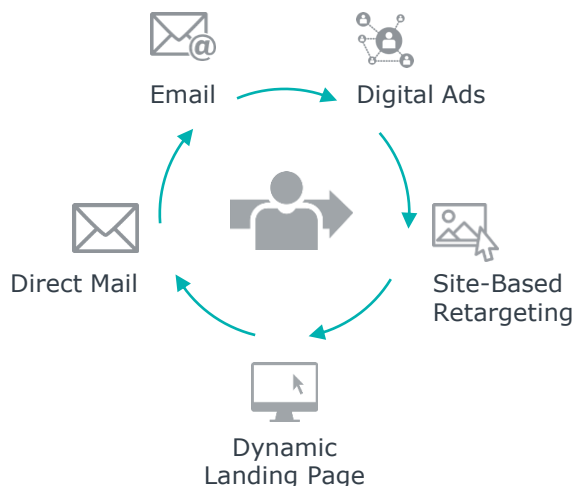 Email
Digital Ads
Direct Mail
Site-Based
Retargeting
Dynamic
Landing Page